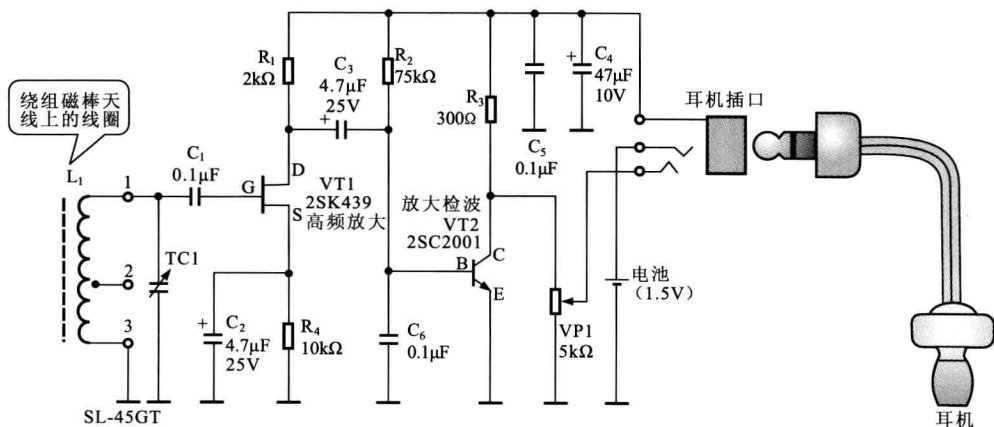 绕组磁棒天
线上的线圈
L₁
1
2
3
SL-45GT
TC1
C₁
0.1μF
G
D
S
VT1
2SK439
高频放大
R₁
2kΩ
C₃
4.7μF
25V
+
R₂
75kΩ
+
C₂
4.7μF
25V
R₄
10kΩ
C₆
0.1μF
放大检波
VT2
2SC2001
B
C
E
R₃
300Ω
C₅
0.1μF
+
C₄
47μF
10V
VP1
5kΩ
电池
(1.5V)
耳机插口
耳机